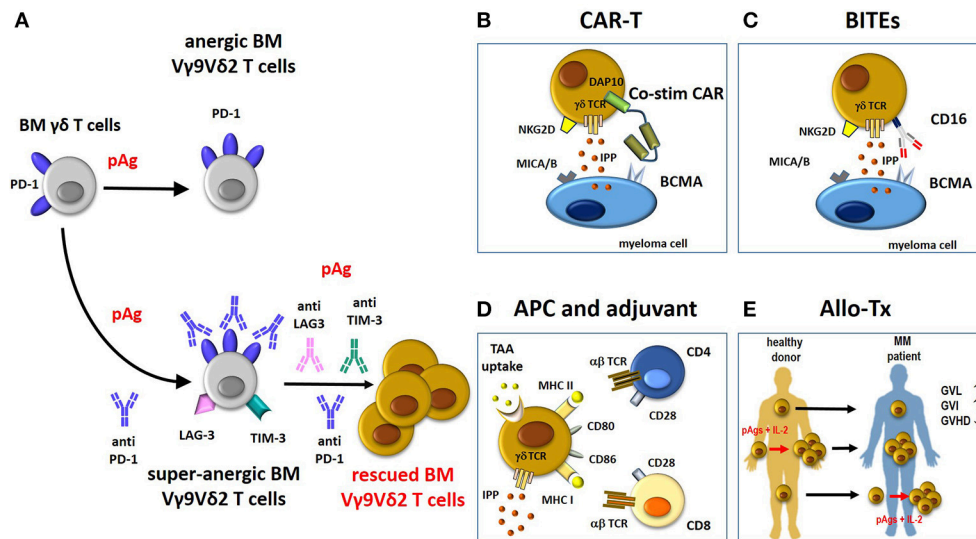 A
anergic BM
Vγ9Vδ2 T cells
PD-1
BM γδ T cells
pAg
PD-1
pAg
pAg
anti
LAG3
anti
TIM-3
anti
PD-1
LAG-3
TIM-3
anti
PD-1
super-anergic BM
Vγ9Vδ2 T cells
rescued BM
Vγ9Vδ2 T cells
B
CAR-T
DAP10
γδ TCR
Co-stim CAR
NKG2D
MICA/B
IPP
BCMA
myeloma cell
C
BITEs
γδ TCR
CD16
NKG2D
MICA/B
IPP
BCMA
myeloma cell
D
APC and adjuvant
TAA
uptake
MHC II
αβ TCR
CD4
CD28
CD80
γδ TCR
CD86
CD28
IPP
MHC I
αβ TCR
CD8
E
Allo-Tx
healthy
donor
MM
patient
GVL ↑
GVI ↑
GVHD ↓
pAgs + IL-2
pAgs + IL-2